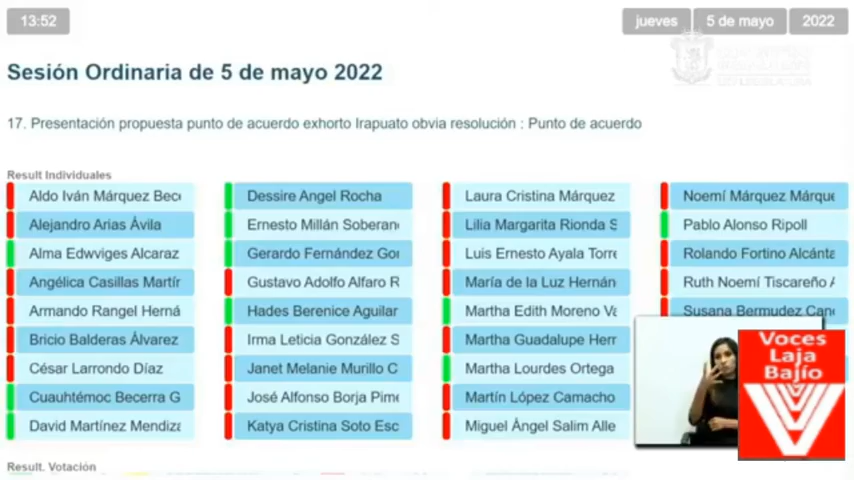 13:52
jueves 5 de mayo 2022
Sesión Ordinaria de 5 de mayo 2022
17. Presentación propuesta punto de acuerdo exhorto Irapuato obvia resolución : Punto de acuerdo
Result Individuales
Aldo Iván Márquez Bece
Alejandro Arias Ávila
Alma Edwviges Alcaraz
Angélica Casillas Martír
Armando Rangel Herná
Bricio Balderas Álvarez
César Larrondo Díaz
Cuauhtémoc Becerra G
David Martínez Mendiza
Dessire Angel Rocha
Ernesto Millán Soberan
Gerardo Fernández Gor
Gustavo Adolfo Alfaro R
Hades Berenice Aguilar
Irma Leticia González S
Janet Melanie Murillo C
José Alfonso Borja Pime
Katya Cristina Soto Esc
Laura Cristina Márquez
Lilia Margarita Rionda S
Luis Ernesto Ayala Torre
María de la Luz Hernán
Martha Edith Moreno Va
Martha Guadalupe Herr
Martha Lourdes Ortega
Martín López Camacho
Miguel Ángel Salim Alle
Noemí Márquez Márque
Pablo Alonso Ripoll
Rolando Fortino Alcánta
Ruth Noemí Tiscareño A
Susana Bermudez Cano
Voces
Laja
Bajío
Result. Votación